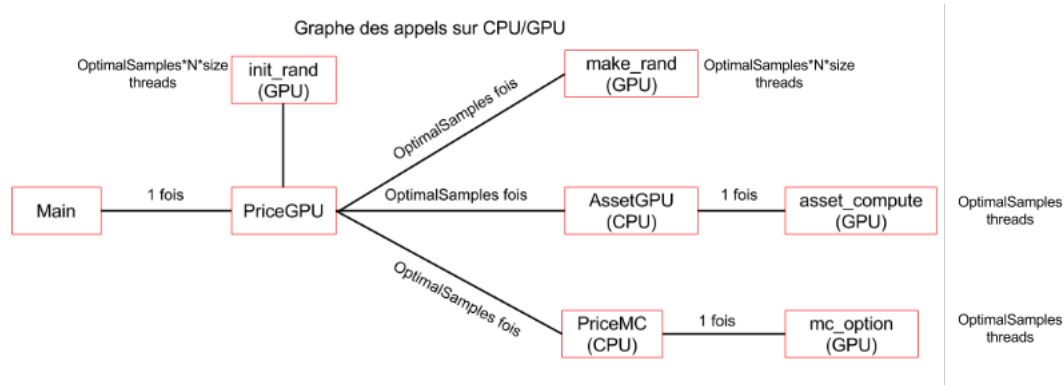 Graphe des appels sur CPU/GPU
OptimalSamples*N*size
threads
init_rand
(GPU)
make_rand
(GPU)
OptimalSamples*N*size
threads
OptimalSamples fois
Main
1 fois
PriceGPU
OptimalSamples fois
AssetGPU
(CPU)
1 fois
asset_compute
(GPU)
OptimalSamples
threads
OptimalSamples fois
PriceMC
(CPU)
1 fois
mc_option
(GPU)
OptimalSamples
threads